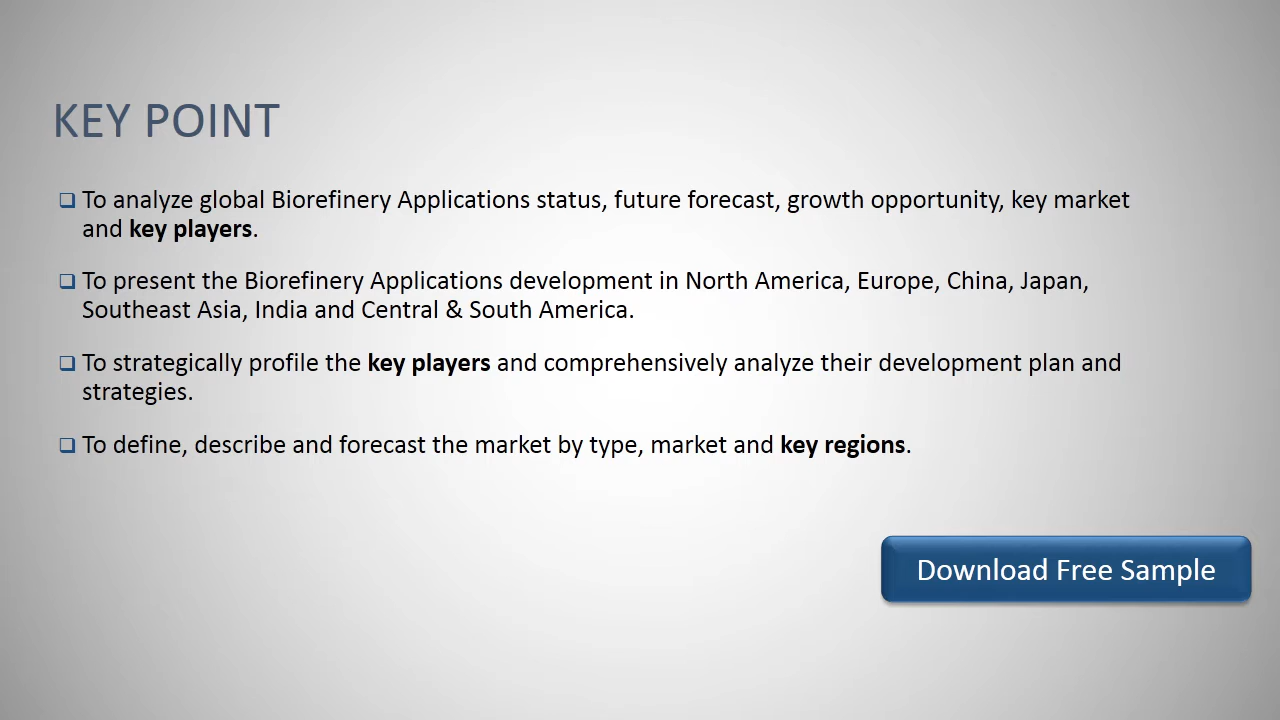 KEY POINT
❑ To analyze global Biorefinery Applications status, future forecast, growth opportunity, key market
and key players.
❑ To present the Biorefinery Applications development in North America, Europe, China, Japan,
Southeast Asia, India and Central & South America.
❑ To strategically profile the key players and comprehensively analyze their development plan and
strategies.
❑ To define, describe and forecast the market by type, market and key regions.
Download Free Sample